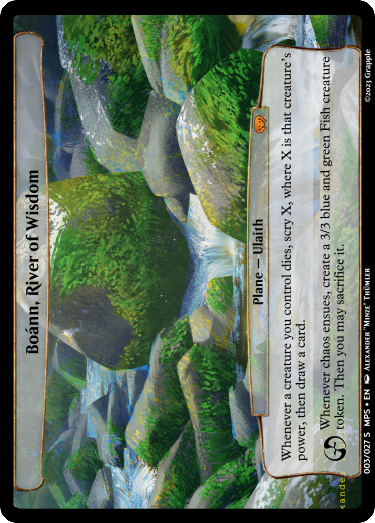 Boánn, River of Wisdom
Plane — Ulaith
Whenever a creature you control dies, scry X, where X is that creature's
power, then draw a card.
Whenever chaos ensues, create a 3/3 blue and green Fish creature
token. Then you may sacrifice it.
003/027 S MPS • EN ALEXANDER "MINZE" THÜMLER
©2023 Grapple